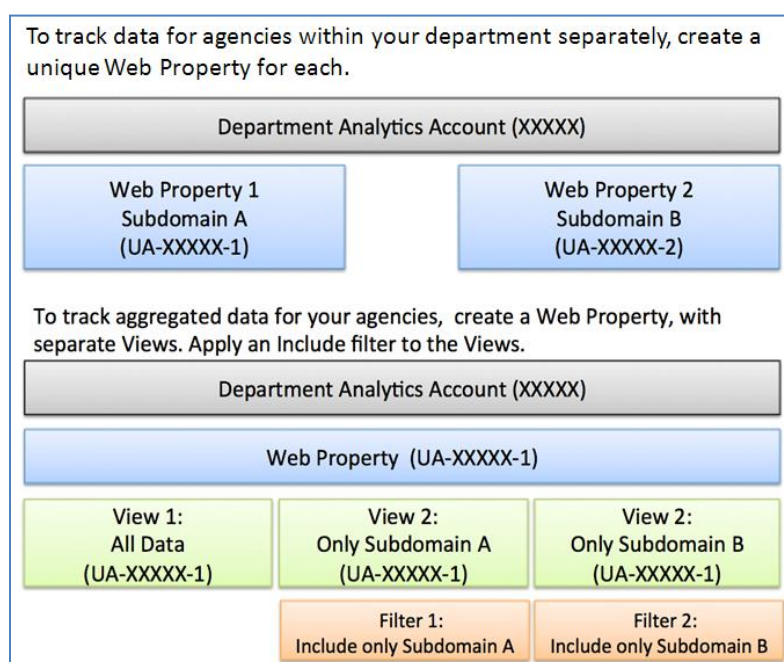 To track data for agencies within your department separately, create a
unique Web Property for each.
Department Analytics Account (XXXXX)
Web Property 1
Subdomain A
(UA-XXXXX-1)
Web Property 2
Subdomain B
(UA-XXXXX-2)
To track aggregated data for your agencies, create a Web Property, with
separate Views. Apply an Include filter to the Views.
Department Analytics Account (XXXXX)
Web Property (UA-XXXXX-1)
View 1:
All Data
(UA-XXXXX-1)
View 2:
Only Subdomain A
(UA-XXXXX-1)
View 2:
Only Subdomain B
(UA-XXXXX-1)
Filter 1:
Include only Subdomain A
Filter 2:
Include only Subdomain B